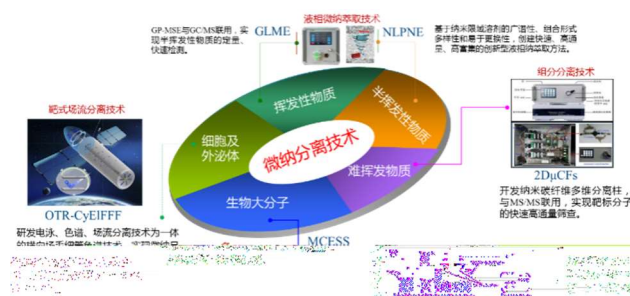 液相微纳萃取技术
GLME
NLPNE
GP-MSE与GC/MS联用，实
现半挥发性物质的定量、
快速检测。
基于纳米限域溶剂的广谱性、组合形式
多样性和易于更换性，创建快速、高通
量、高富集的创新型液相纳萃取方法。
组分分离技术
靶式场流分离技术
挥发性物质
半挥发性物质
细胞及
外泌体
微纳分离技术
难挥发物质
生物大分子
2DμCFs
开发纳米碳纤维多维分离柱，
与MS/MS联用，实现靶标分子
的快速高通量筛查。
OTR-CyElFFF
研发电泳、色谱、场流分离技术为一体
MCESS